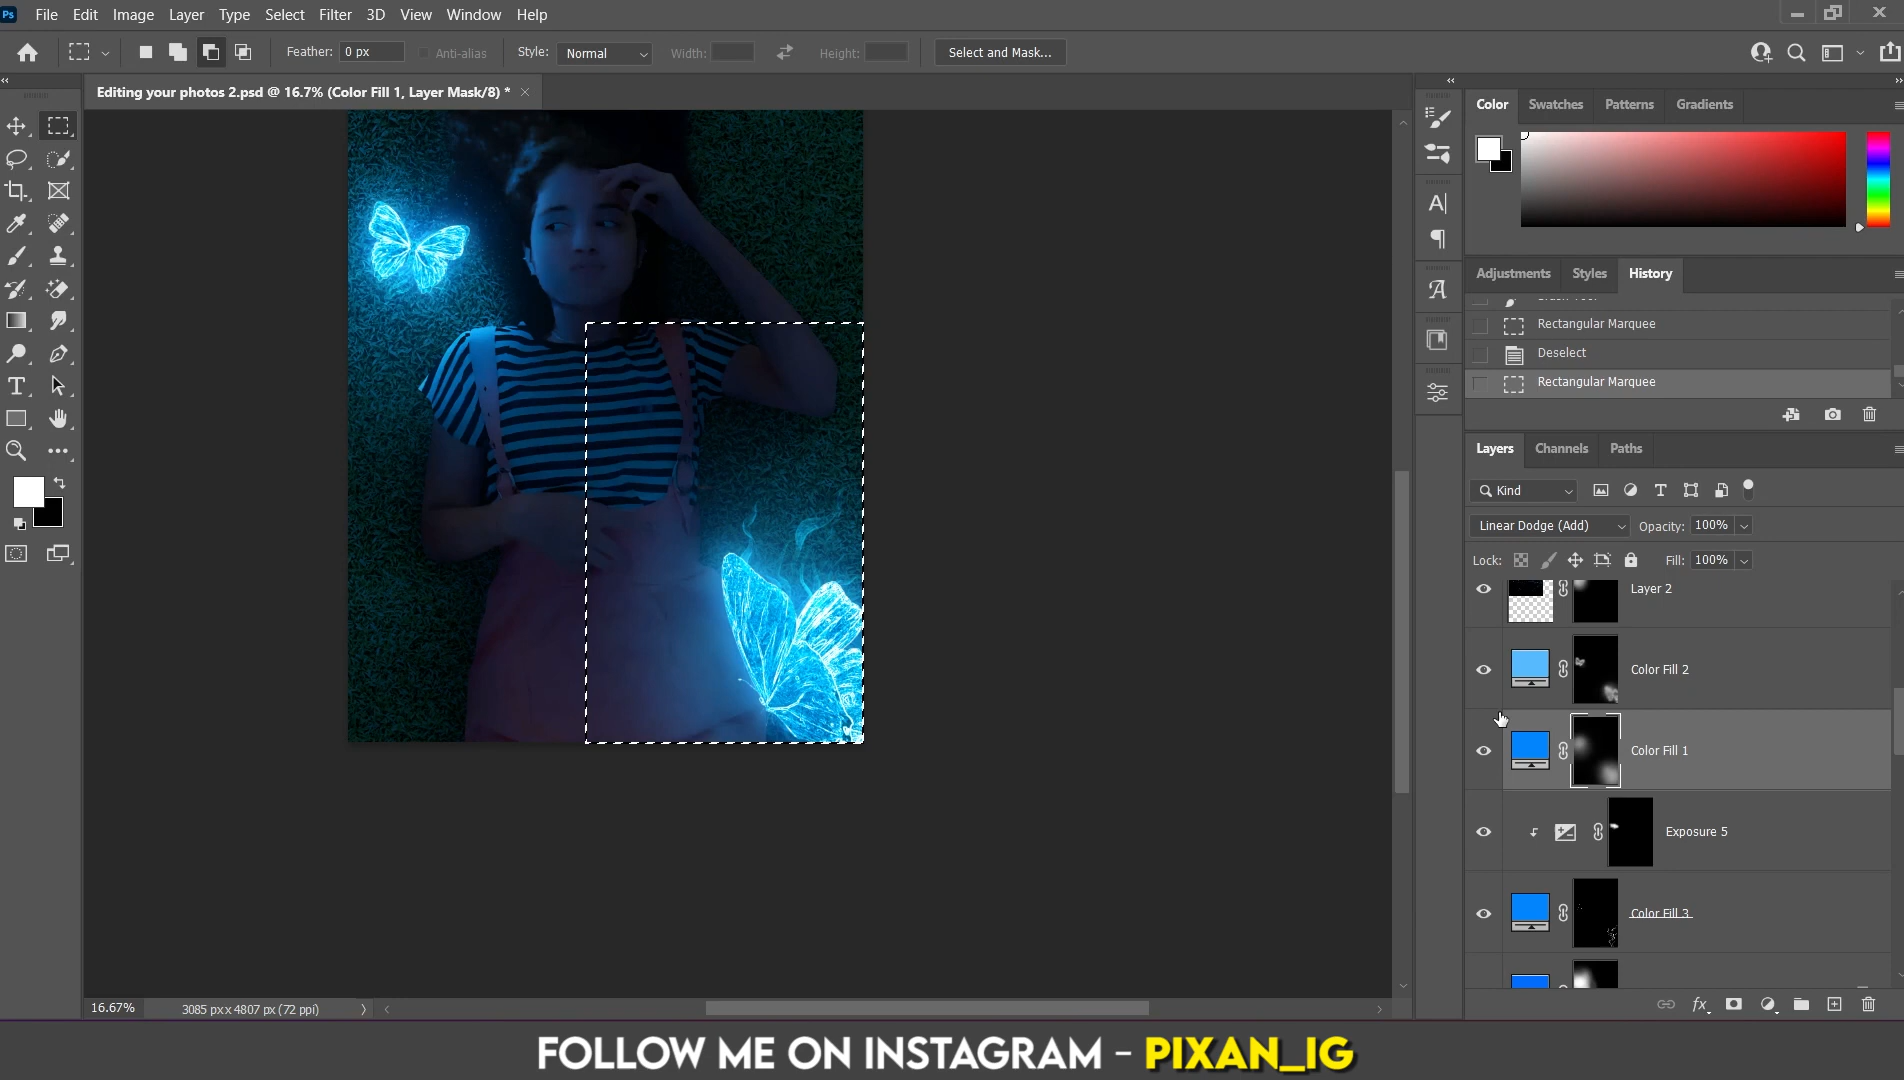 Ps File Edit Image Layer Type Select Filter 3D View Window Help
Feather: 0 px Anti-alias Style: Normal Width: Height: Select and Mask...
Editing your photos 2.psd @ 16.7% (Color Fill 1, Layer Mask/8) * ×
Color Swatches Patterns Gradients
Adjustments Styles History
Rectangular Marquee
Deselect
Rectangular Marquee
Layers Channels Paths
Kind
Linear Dodge (Add) Opacity: 100%
Lock: Fill: 100%
Layer 2
Color Fill 2
Color Fill 1
Exposure 5
Color Fill 3
16.67% 3085 px x 4807 px (72 ppi)
FOLLOW ME ON INSTAGRAM - PIXAN_IG